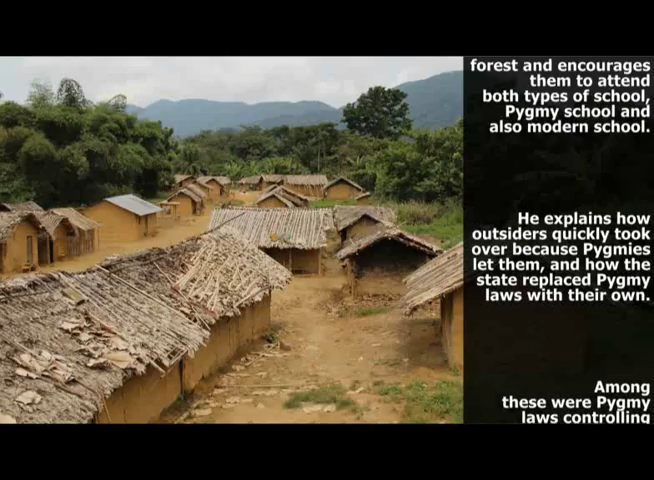 forest and encourages
them to attend
both types of school,
Pygmy school and
also modern school.
He explains how
outsiders quickly took
over because Pygmies
let them, and how the
state replaced Pygmy
laws with their own.
Among
these were Pygmy
laws controlling